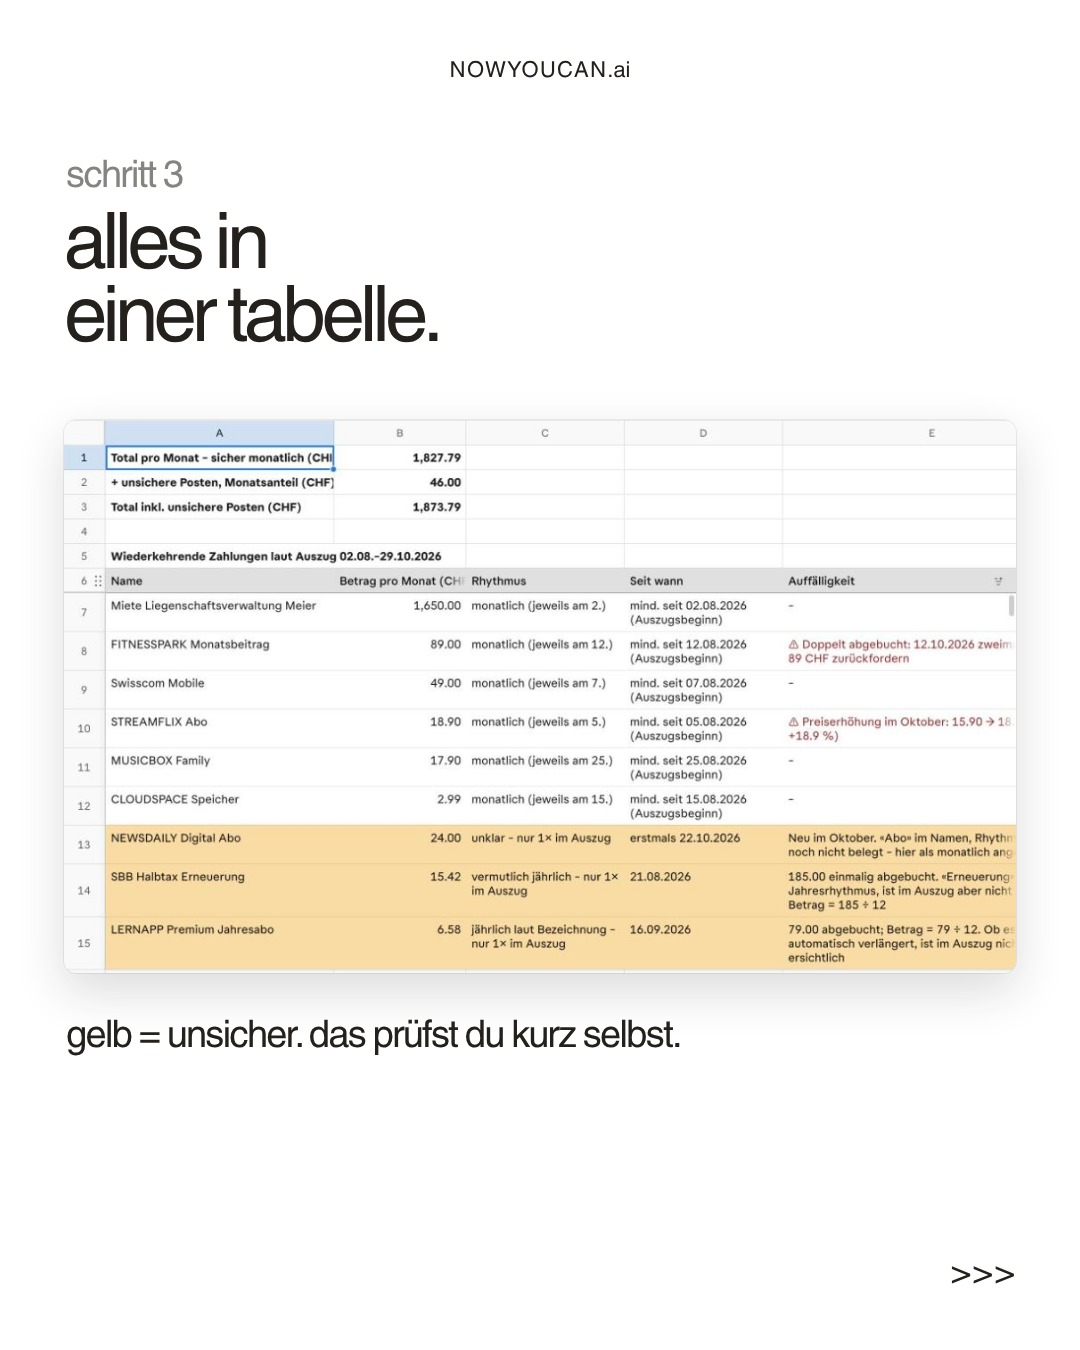 NOWYOUCAN.ai
schritt 3
alles in
einer tabelle.
A B C D E
1 Total pro Monat – sicher monatlich (CH 1,827.79
2 + unsichere Posten, Monatsanteil (CHF) 46.00
3 Total inkl. unsichere Posten (CHF) 1,873.79
4
5 Wiederkehrende Zahlungen laut Auszug 02.08.–29.10.2026
6 Name Betrag pro Monat (CH Rhythmus Seit wann Auffälligkeit
7 Miete Liegenschaftsverwaltung Meier 1,650.00 monatlich (jeweils am 2.) mind. seit 02.08.2026 –
(Auszugsbeginn)
8 FITNESSPARK Monatsbeitrag 89.00 monatlich (jeweils am 12.) mind. seit 12.08.2026 ⚠ Doppelt abgebucht: 12.10.2026 zweim
(Auszugsbeginn) 89 CHF zurückfordern
9 Swisscom Mobile 49.00 monatlich (jeweils am 7.) mind. seit 07.08.2026 –
(Auszugsbeginn)
10 STREAMFLIX Abo 18.90 monatlich (jeweils am 5.) mind. seit 05.08.2026 ⚠ Preiserhöhung im Oktober: 15.90 → 18.
(Auszugsbeginn) +18.9 %)
11 MUSICBOX Family 17.90 monatlich (jeweils am 25.) mind. seit 25.08.2026 –
(Auszugsbeginn)
12 CLOUDSPACE Speicher 2.99 monatlich (jeweils am 15.) mind. seit 15.08.2026 –
(Auszugsbeginn)
13 NEWSDAILY Digital Abo 24.00 unklar – nur 1× im Auszug erstmals 22.10.2026 Neu im Oktober. «Abo» im Namen, Rhythm
noch nicht belegt – hier als monatlich ang
14 SBB Halbtax Erneuerung 15.42 vermutlich jährlich – nur 1× 21.08.2026 185.00 einmalig abgebucht. «Erneuerung»
im Auszug Jahresrhythmus, ist im Auszug aber nicht
Betrag = 185 ÷ 12
15 LERNAPP Premium Jahresabo 6.58 jährlich laut Bezeichnung – 16.09.2026 79.00 abgebucht; Betrag = 79 ÷ 12. Ob es
nur 1× im Auszug automatisch verlängert, ist im Auszug nic
ersichtlich
gelb = unsicher. das prüfst du kurz selbst.
>>>